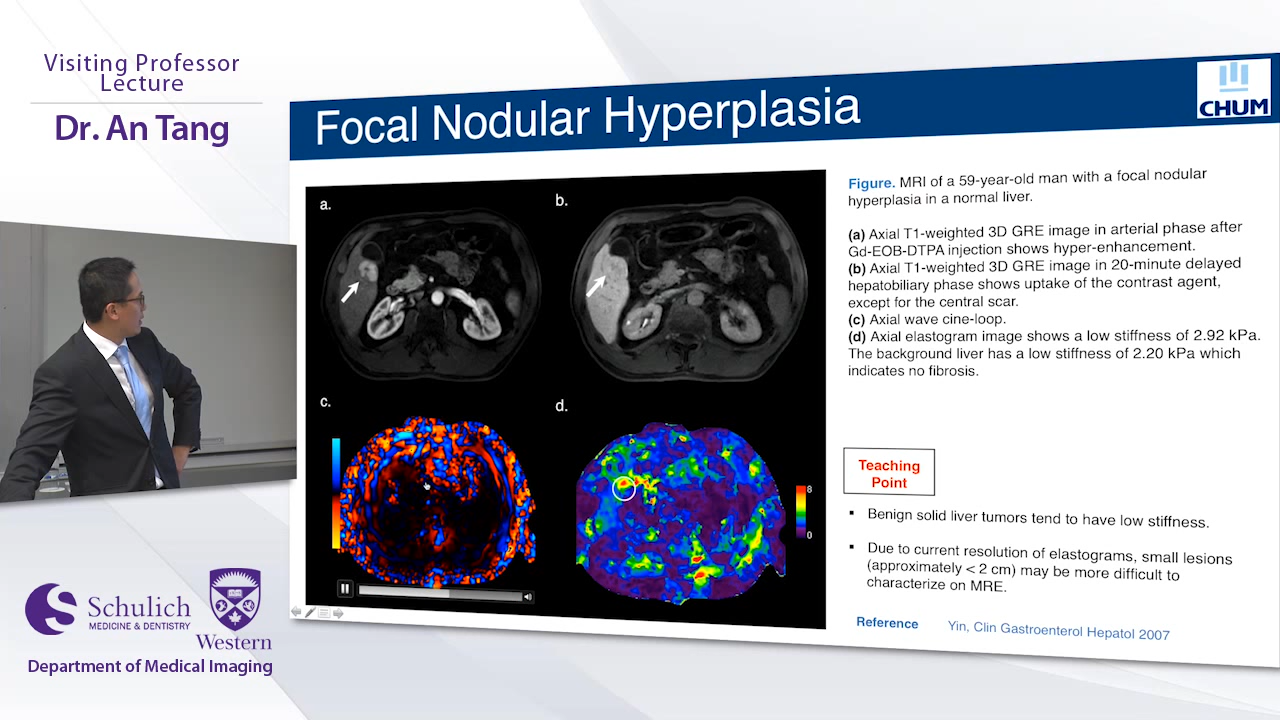 Visiting Professor
Lecture
Dr. An Tang
Focal Nodular Hyperplasia
CHUM
a.
b.
c.
d.
8
0
Figure. MRI of a 59-year-old man with a focal nodular
hyperplasia in a normal liver.
(a) Axial T1-weighted 3D GRE image in arterial phase after
Gd-EOB-DTPA injection shows hyper-enhancement.
(b) Axial T1-weighted 3D GRE image in 20-minute delayed
hepatobiliary phase shows uptake of the contrast agent,
except for the central scar.
(c) Axial wave cine-loop.
(d) Axial elastogram image shows a low stiffness of 2.92 kPa.
The background liver has a low stiffness of 2.20 kPa which
indicates no fibrosis.
Teaching
Point
▪ Benign solid liver tumors tend to have low stiffness.
▪ Due to current resolution of elastograms, small lesions
(approximately < 2 cm) may be more difficult to
characterize on MRE.
Reference Yin, Clin Gastroenterol Hepatol 2007
Schulich
MEDICINE & DENTISTRY
Western
Department of Medical Imaging